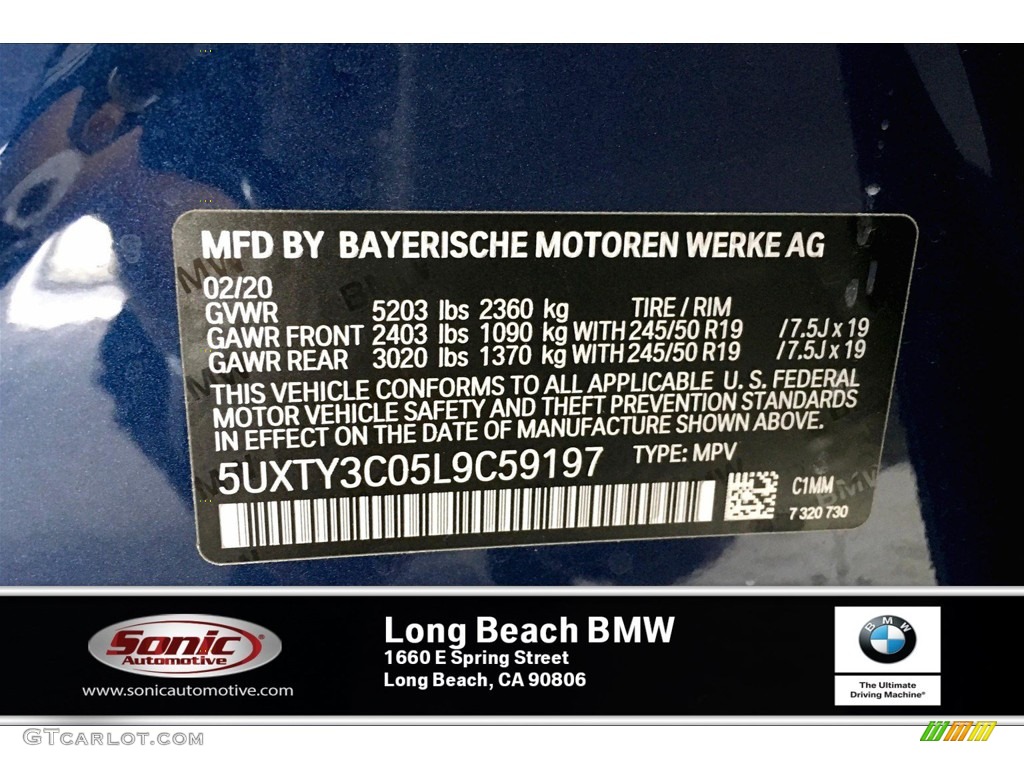 MFD BY BAYERISCHE MOTOREN WERKE AG
02/20
GVWR 5203 lbs 2360 kg TIRE / RIM
GAWR FRONT 2403 lbs 1090 kg WITH 245/50 R19 /7.5J x 19
GAWR REAR 3020 lbs 1370 kg WITH 245/50 R19 /7.5J x 19
THIS VEHICLE CONFORMS TO ALL APPLICABLE U. S. FEDERAL
MOTOR VEHICLE SAFETY AND THEFT PREVENTION STANDARDS
IN EFFECT ON THE DATE OF MANUFACTURE SHOWN ABOVE.
5UXTY3C05L9C59197 TYPE: MPV
C1MM
7 320 730
Sonic
Automotive
www.sonicautomotive.com
Long Beach BMW
1660 E Spring Street
Long Beach, CA 90806
BMW
The Ultimate
Driving Machine®
GTCarlot.com